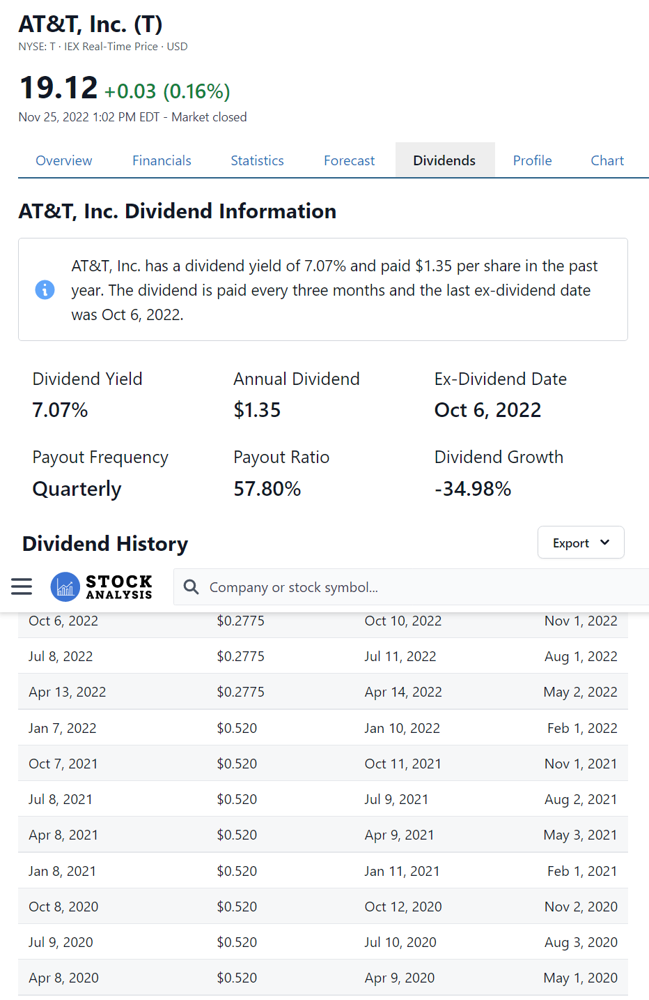 AT&T, Inc. (T)
NYSE: T · IEX Real-Time Price · USD
19.12 +0.03 (0.16%)
Nov 25, 2022 1:02 PM EDT - Market closed
Overview Financials Statistics Forecast Dividends Profile Chart
AT&T, Inc. Dividend Information
AT&T, Inc. has a dividend yield of 7.07% and paid $1.35 per share in the past
year. The dividend is paid every three months and the last ex-dividend date
was Oct 6, 2022.
Dividend Yield Annual Dividend Ex-Dividend Date
7.07% $1.35 Oct 6, 2022
Payout Frequency Payout Ratio Dividend Growth
Quarterly 57.80% -34.98%
Dividend History Export
STOCK
ANALYSIS
Company or stock symbol...
Oct 6, 2022 $0.2775 Oct 10, 2022 Nov 1, 2022
Jul 8, 2022 $0.2775 Jul 11, 2022 Aug 1, 2022
Apr 13, 2022 $0.2775 Apr 14, 2022 May 2, 2022
Jan 7, 2022 $0.520 Jan 10, 2022 Feb 1, 2022
Oct 7, 2021 $0.520 Oct 11, 2021 Nov 1, 2021
Jul 8, 2021 $0.520 Jul 9, 2021 Aug 2, 2021
Apr 8, 2021 $0.520 Apr 9, 2021 May 3, 2021
Jan 8, 2021 $0.520 Jan 11, 2021 Feb 1, 2021
Oct 8, 2020 $0.520 Oct 12, 2020 Nov 2, 2020
Jul 9, 2020 $0.520 Jul 10, 2020 Aug 3, 2020
Apr 8, 2020 $0.520 Apr 9, 2020 May 1, 2020